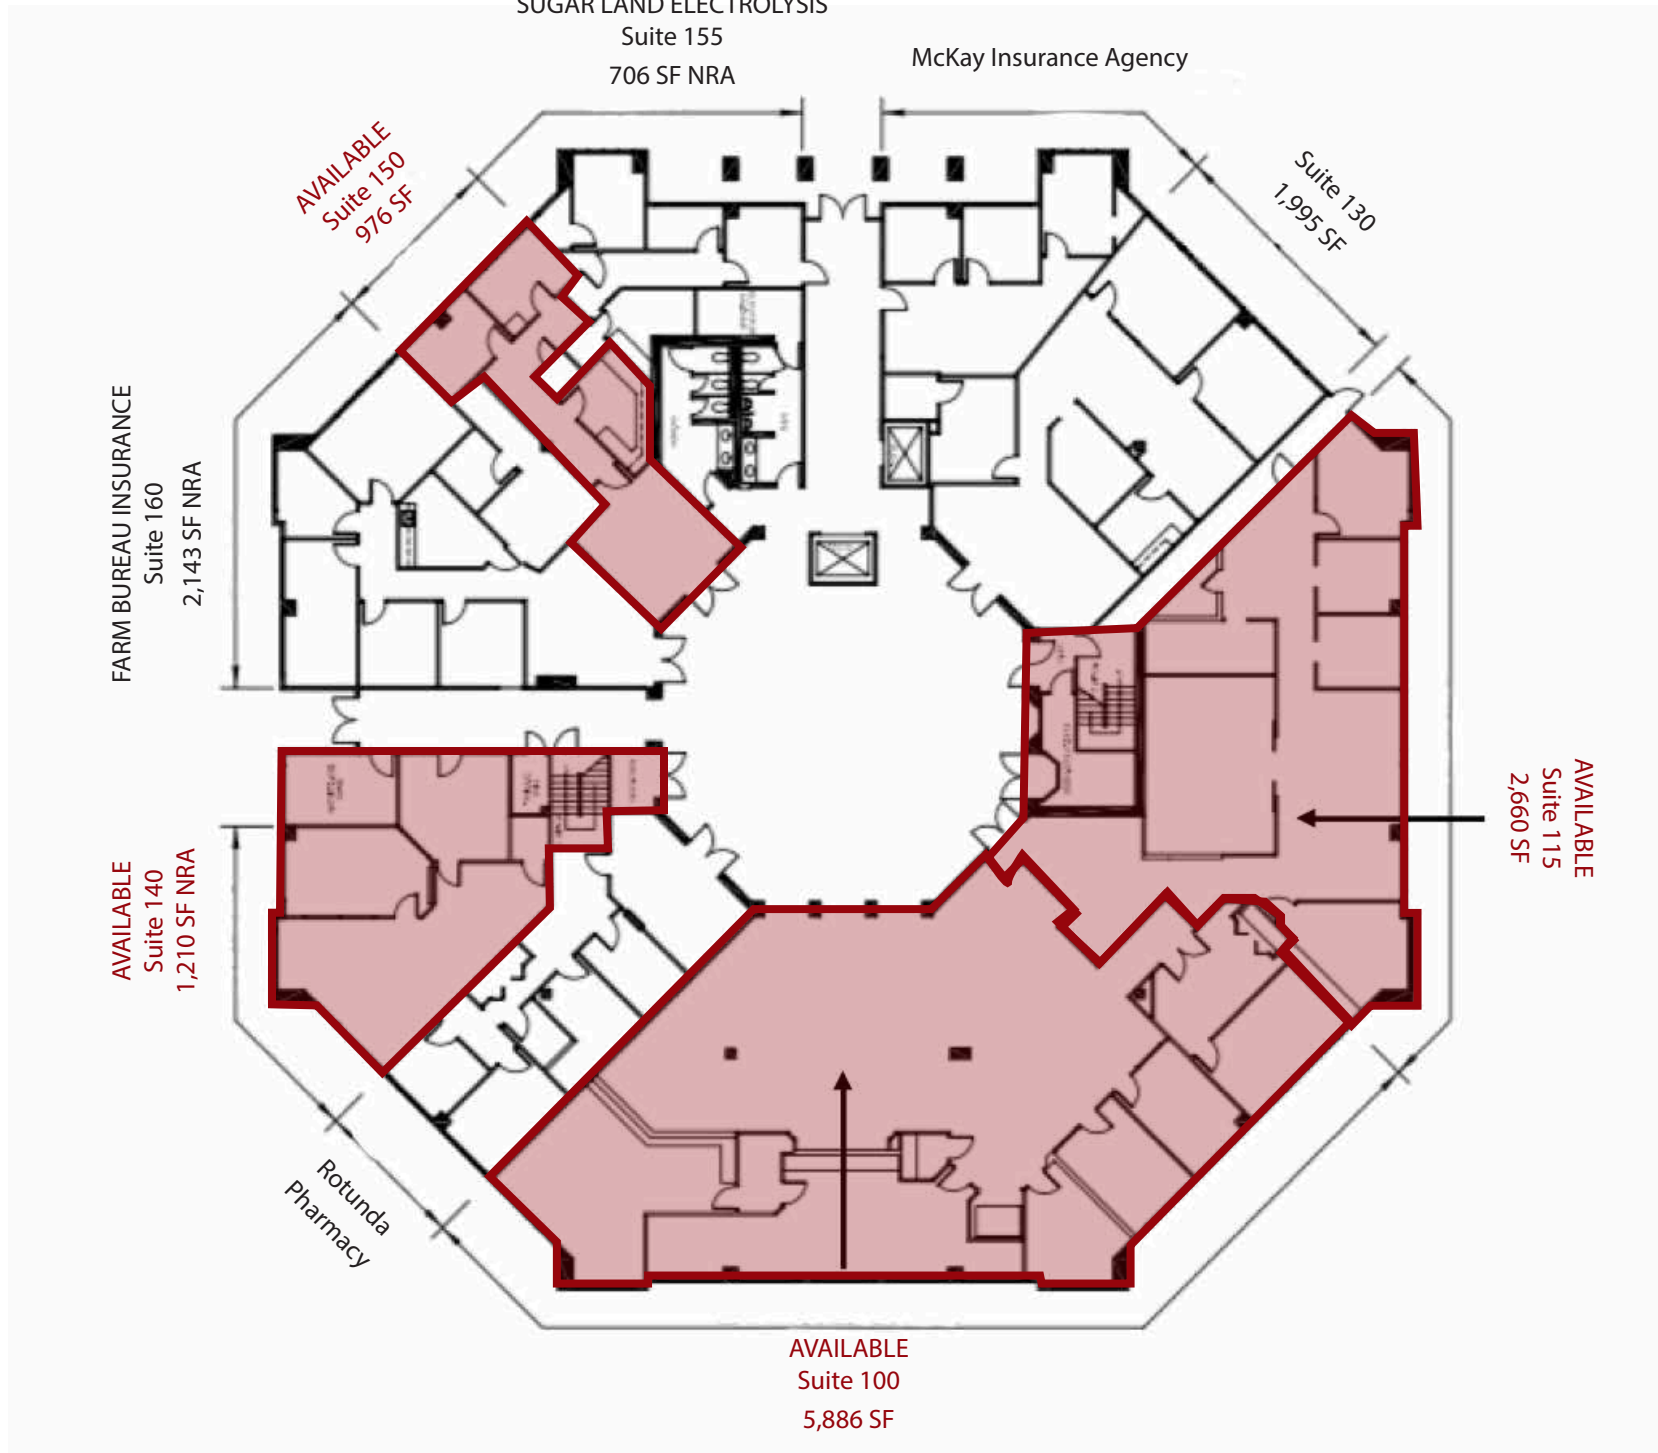 SUGAR LAND ELECTROLYSIS
Suite 155
706 SF NRA
McKay Insurance Agency
AVAILABLE
Suite 150
976 SF
Suite 130
1,995 SF
FARM BUREAU INSURANCE
Suite 160
2,143 SF NRA
AVAILABLE
Suite 115
2,660 SF
AVAILABLE
Suite 140
1,210 SF NRA
Rotunda
Pharmacy
AVAILABLE
Suite 100
5,886 SF